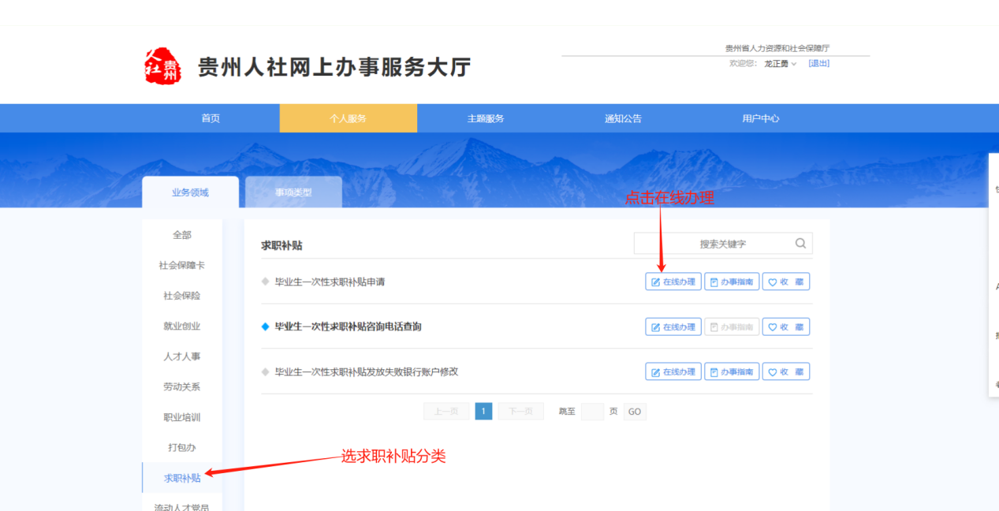 贵州省人力资源和社会保障厅
人社贵州
贵州人社网上办事服务大厅
欢迎您： 龙正勇 [退出]
首页 个人服务 主题服务 通知公告 用户中心
业务领域 事项类型
点击在线办理
全部
社会保障卡
社会保险
就业创业
人才人事
劳动关系
职业培训
打包办
求职补贴
流动人才党员
求职补贴 搜索关键字
毕业生一次性求职补贴申请 在线办理 办事指南 收 藏
毕业生一次性求职补贴咨询电话查询 在线办理 办事指南 收 藏
毕业生一次性求职补贴发放失败银行账户修改 在线办理 办事指南 收 藏
上一页 1 下一页 跳至 页 GO
选求职补贴分类